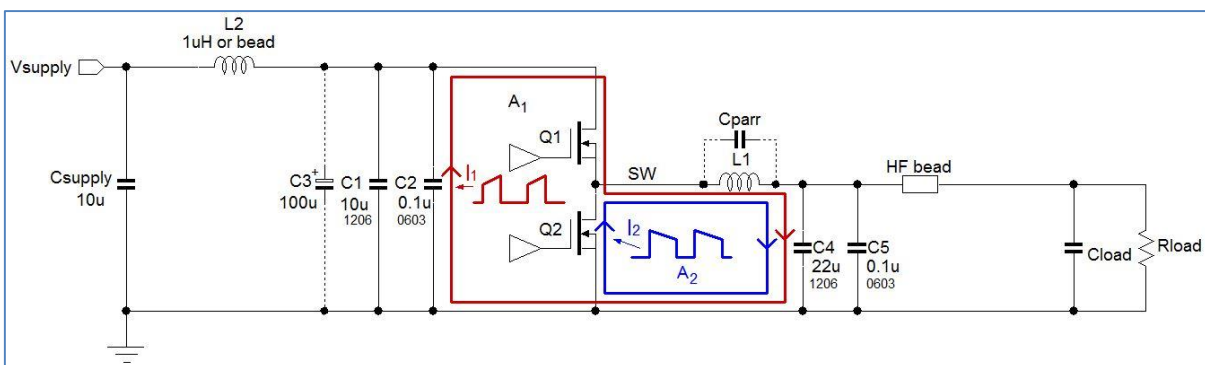 L2
1uH or bead
Vsupply
A1
Cparr
Q1
L1
HF bead
SW
Csupply
10u
C3
+
100u
C1
10u
1206
C2
0.1u
0603
I1
Q2
I2
A2
C4
22u
1206
C5
0.1u
0603
Cload
Rload